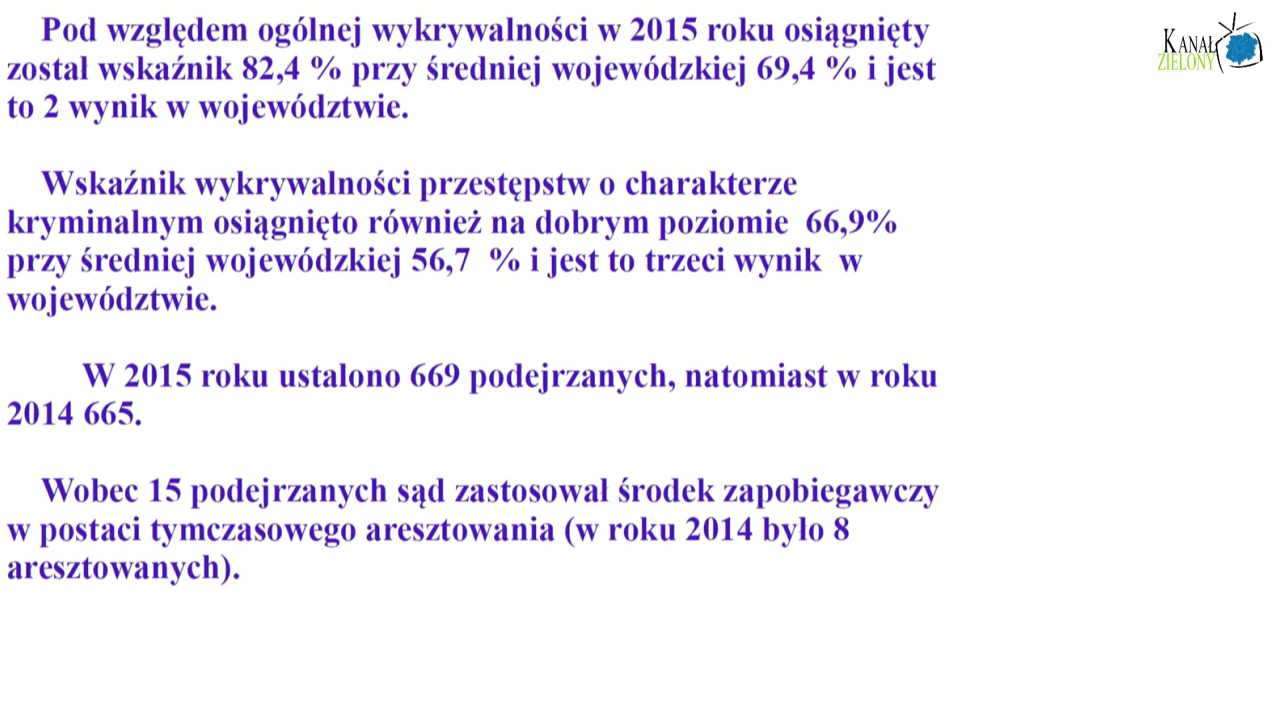 Pod względem ogólnej wykrywalności w 2015 roku osiągnięty
został wskaźnik 82,4 % przy średniej wojewódzkiej 69,4 % i jest
to 2 wynik w województwie.
Wskaźnik wykrywalności przestępstw o charakterze
kryminalnym osiągnięto również na dobrym poziomie 66,9%
przy średniej wojewódzkiej 56,7 % i jest to trzeci wynik w
województwie.
W 2015 roku ustalono 669 podejrzanych, natomiast w roku
2014 665.
Wobec 15 podejrzanych sąd zastosował środek zapobiegawczy
w postaci tymczasowego aresztowania (w roku 2014 było 8
aresztowanych).
KANAŁ
ZIELONY